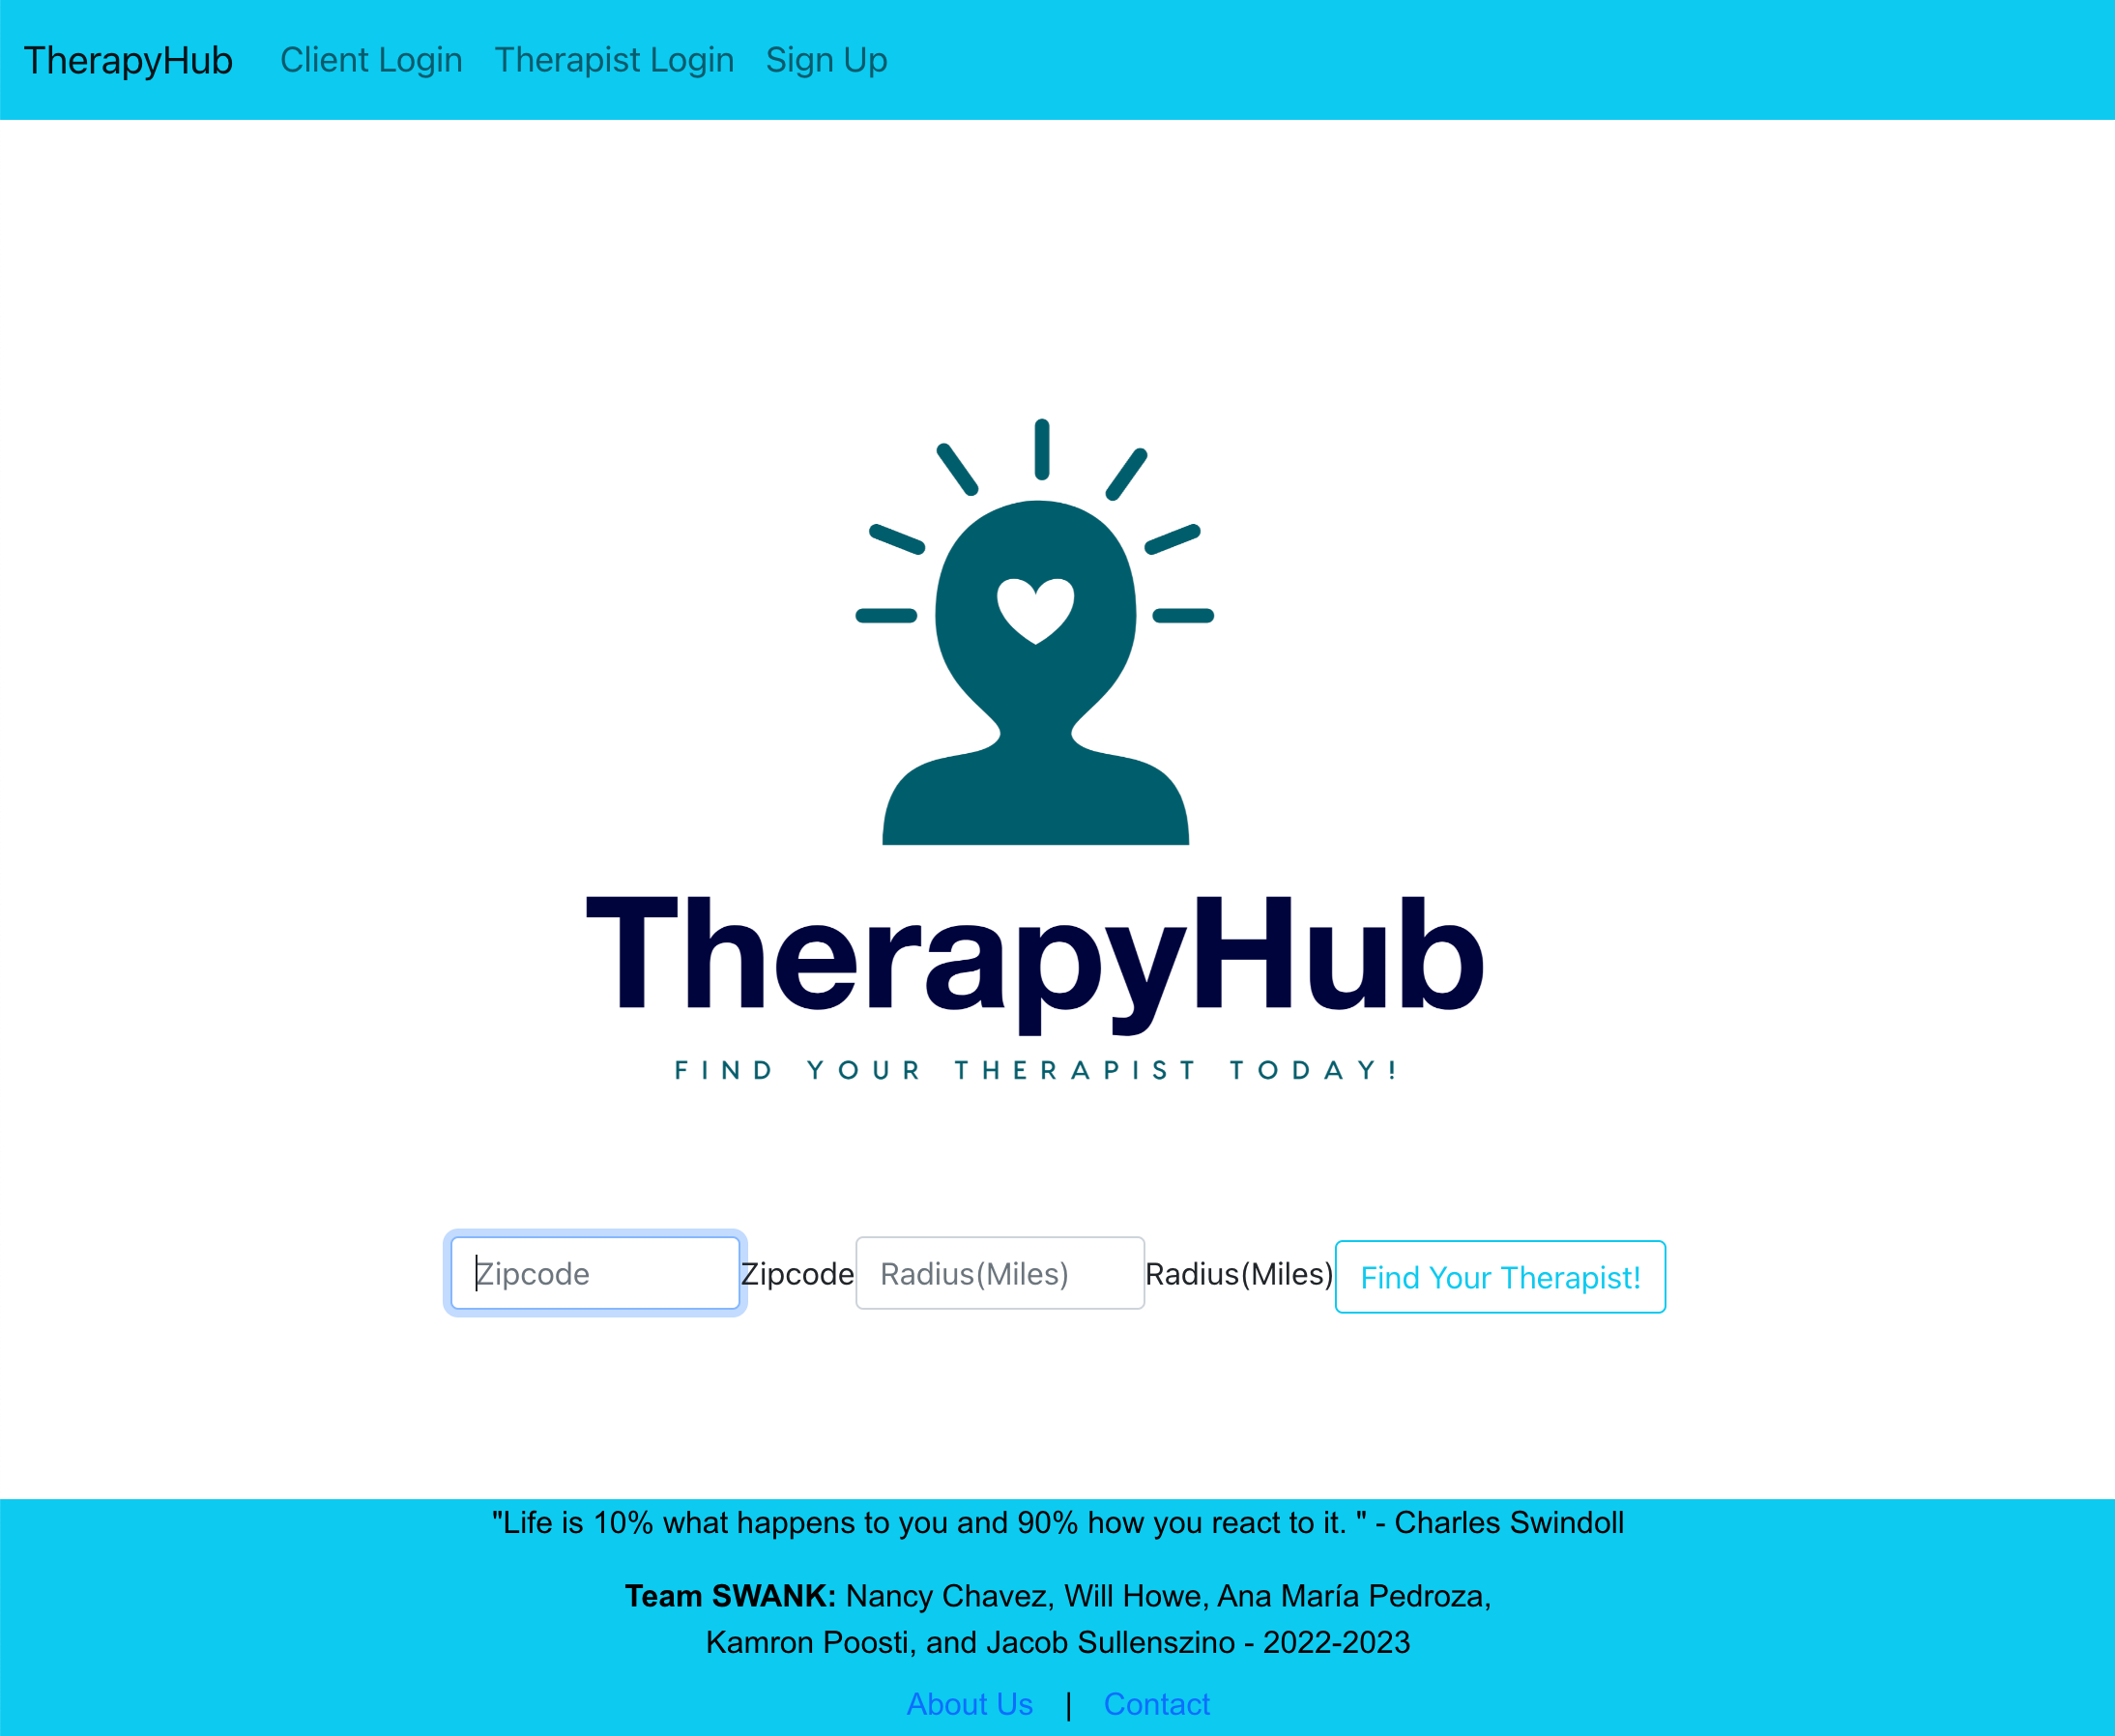 TherapyHub Client Login Therapist Login Sign Up
TherapyHub
FIND YOUR THERAPIST TODAY!
Zipcode Zipcode Radius(Miles) Radius(Miles) Find Your Therapist!
"Life is 10% what happens to you and 90% how you react to it. " - Charles Swindoll
Team SWANK: Nancy Chavez, Will Howe, Ana María Pedroza,
Kamron Poosti, and Jacob Sullenszino - 2022-2023
About Us | Contact